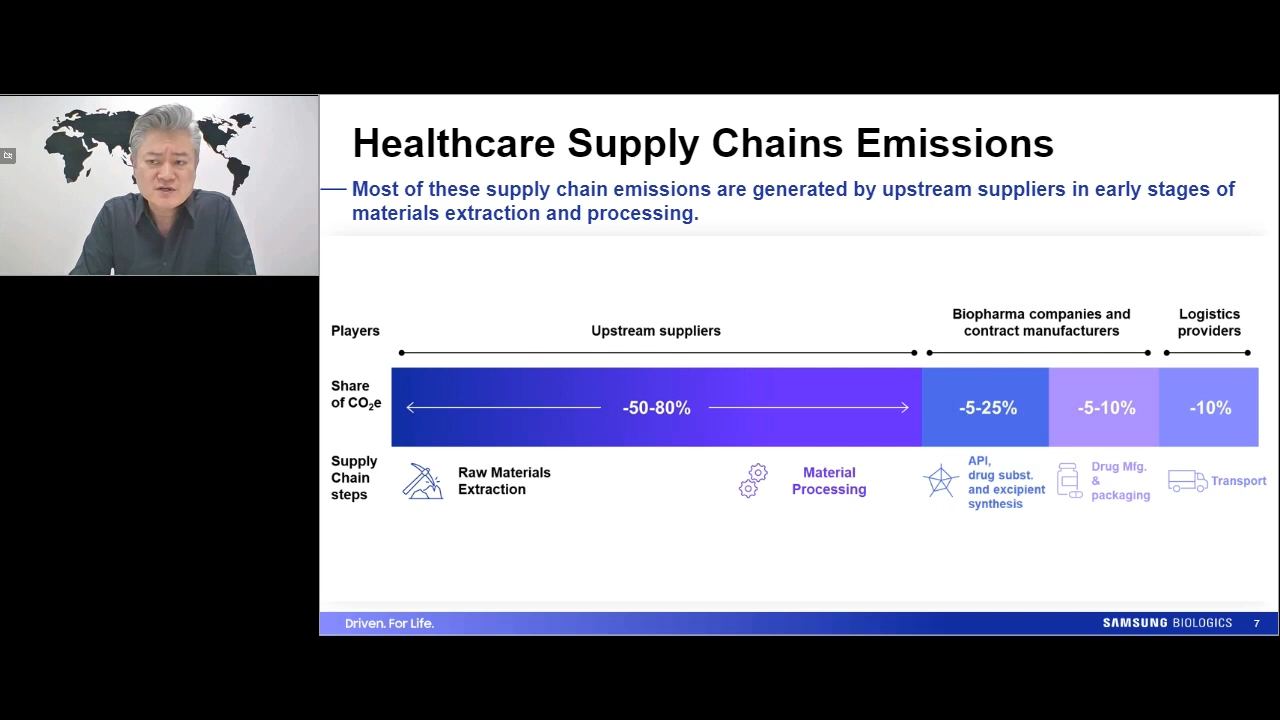 Healthcare Supply Chains Emissions
Most of these supply chain emissions are generated by upstream suppliers in early stages of
materials extraction and processing.
Players
Upstream suppliers
Biopharma companies and
contract manufacturers
Logistics
providers
Share
of CO₂e
-50-80%
-5-25%
-5-10%
-10%
Supply
Chain
steps
Raw Materials
Extraction
Material
Processing
API,
drug subst.
and excipient
synthesis
Drug Mfg.
&
packaging
Transport
Driven. For Life.
SAMSUNG BIOLOGICS
7